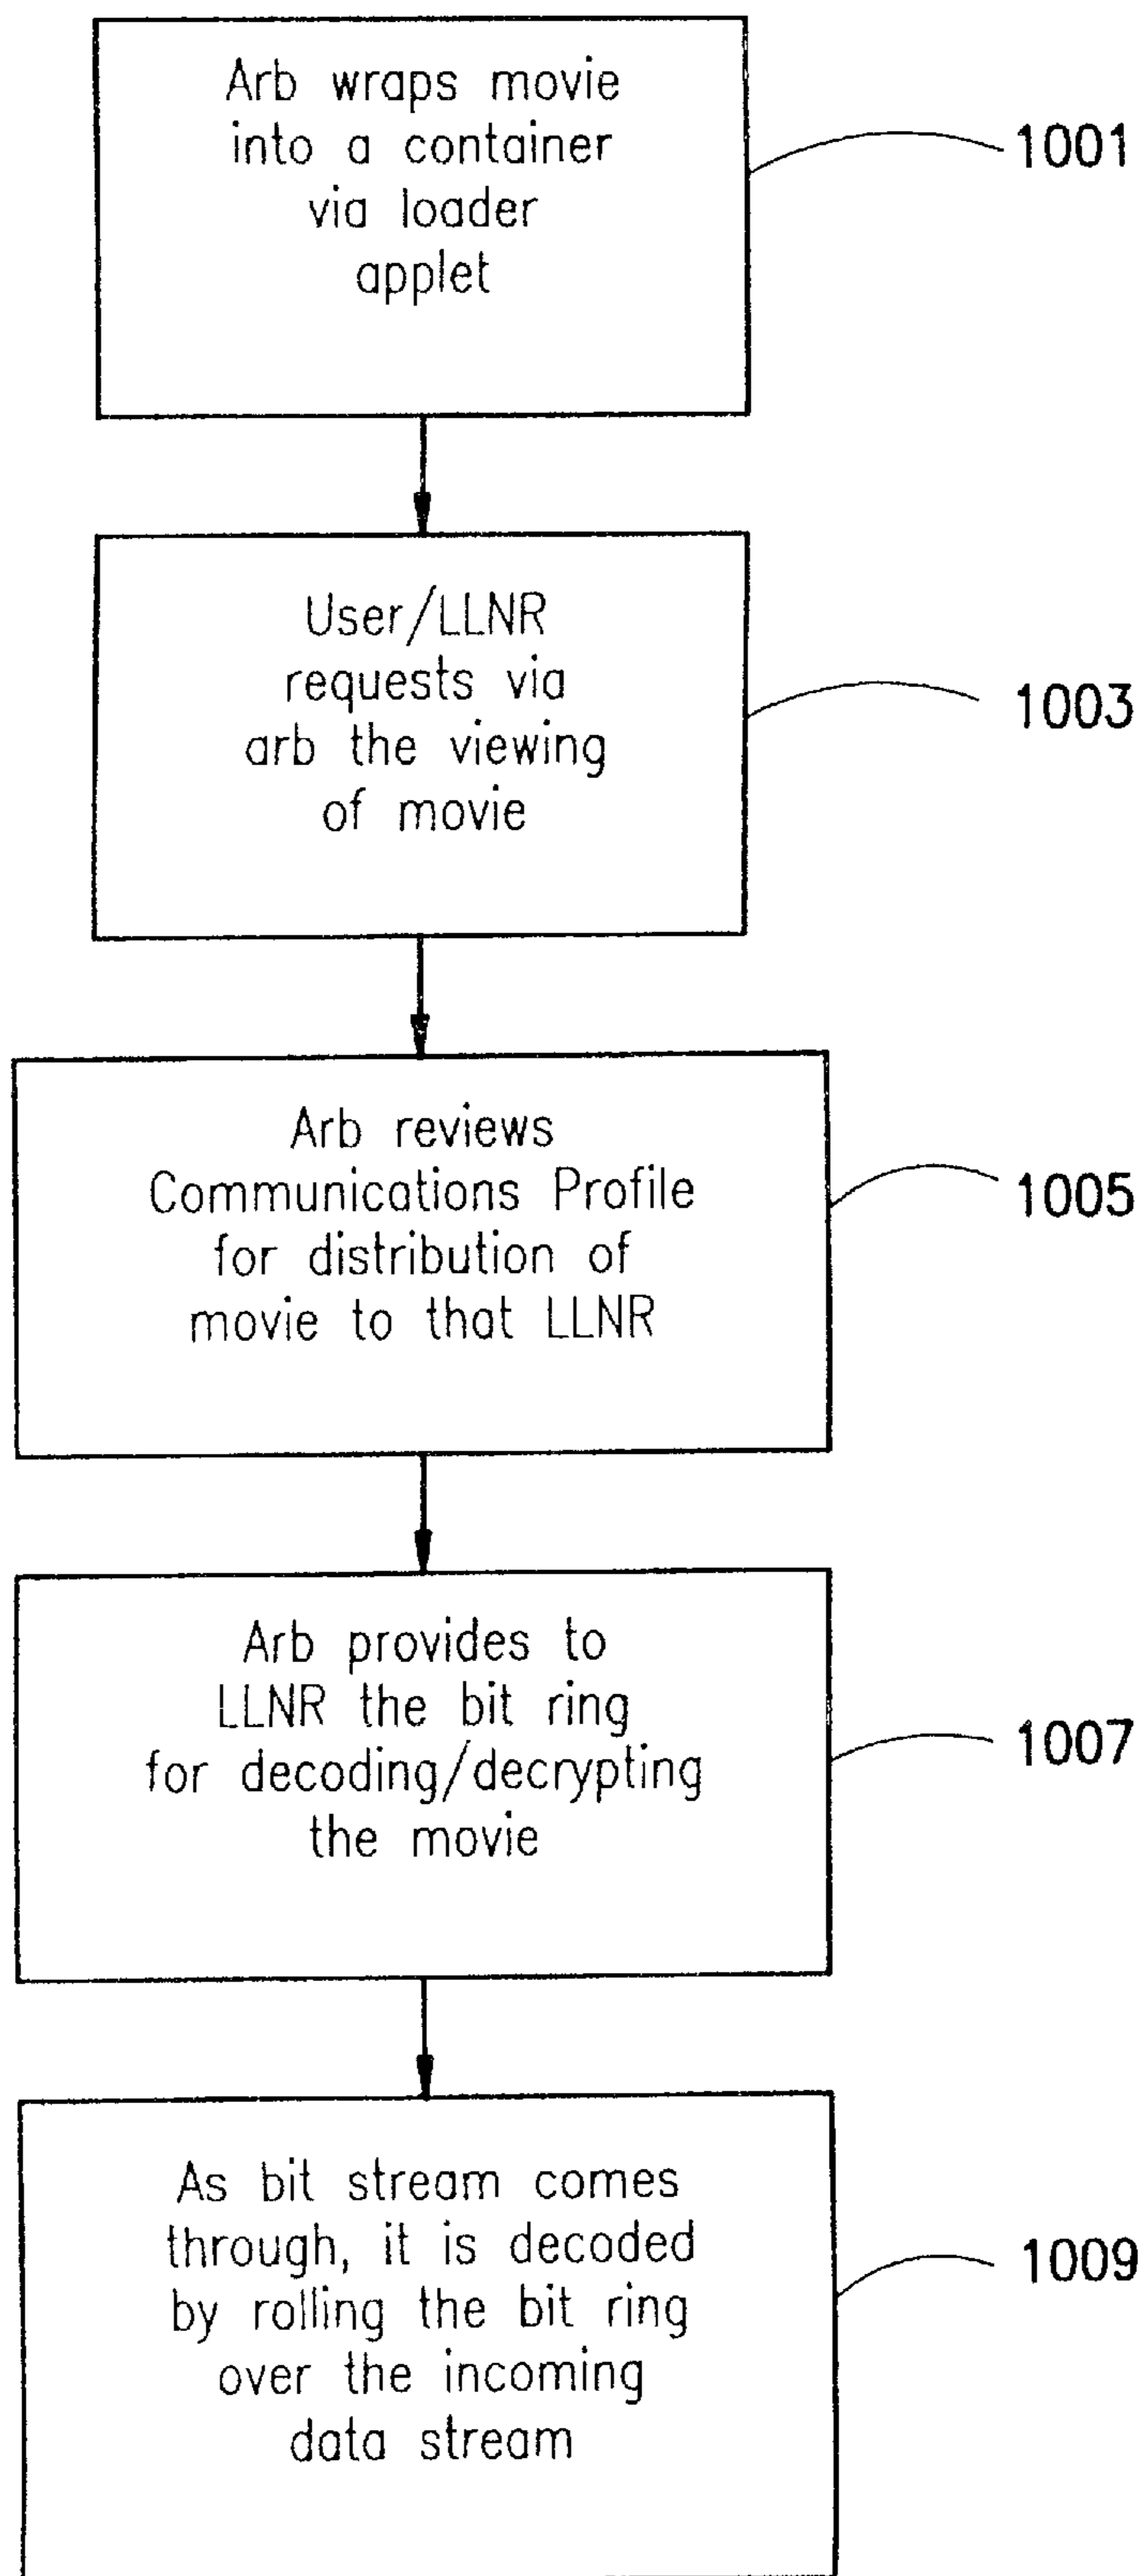 Arb wraps movie
into a container
via loader
applet
1001
User/LLNR
requests via
arb the viewing
of movie
1003
Arb reviews
Communications Profile
for distribution of
movie to that LLNR
1005
Arb provides to
LLNR the bit ring
for decoding/decrypting
the movie
1007
As bit stream comes
through, it is decoded
by rolling the bit ring
over the incoming
data stream
1009